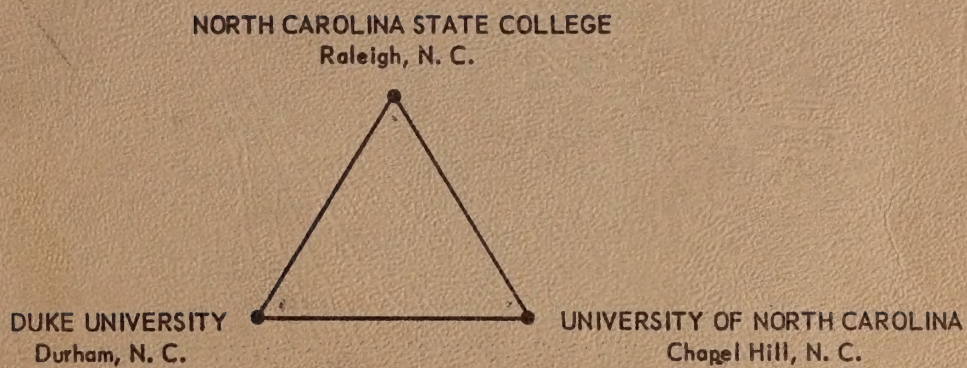 NORTH CAROLINA STATE COLLEGE
Raleigh, N. C.
DUKE UNIVERSITY
Durham, N. C.
UNIVERSITY OF NORTH CAROLINA
Chapel Hill, N. C.